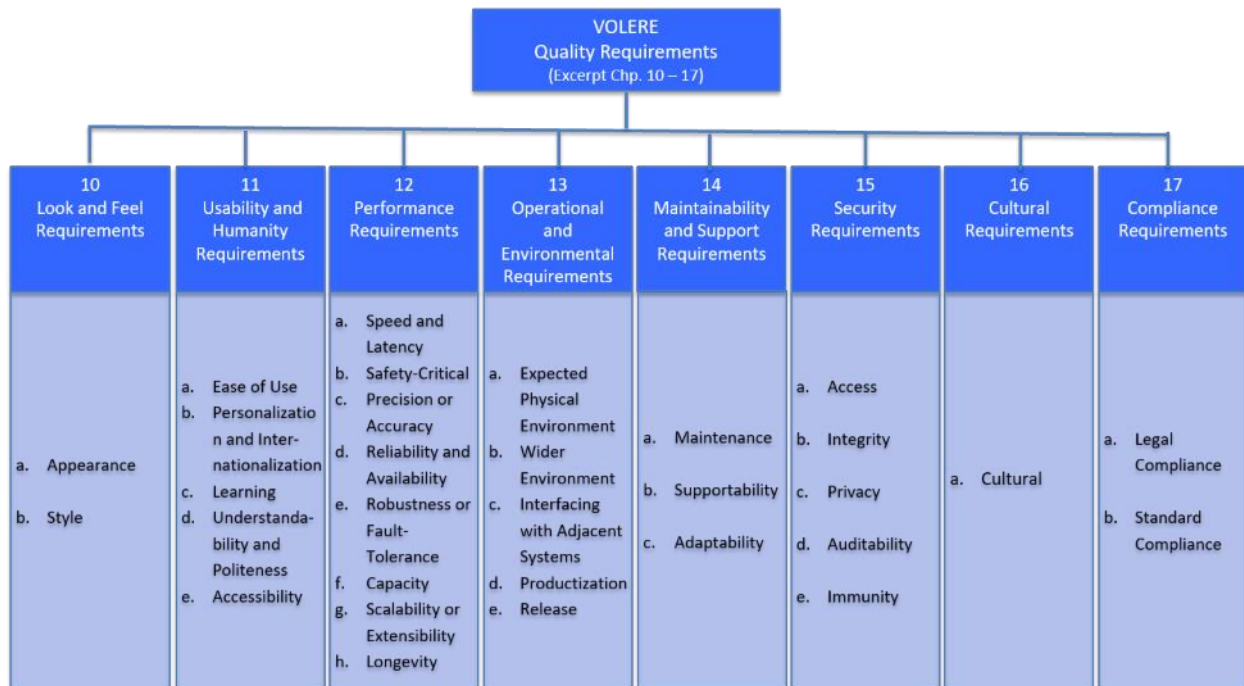 VOLERE
Quality Requirements
(Excerpt Chp. 10 – 17)
10
Look and Feel
Requirements
11
Usability and
Humanity
Requirements
12
Performance
Requirements
13
Operational
and
Environmental
Requirements
14
Maintainability
and Support
Requirements
15
Security
Requirements
16
Cultural
Requirements
17
Compliance
Requirements
a. Appearance
b. Style
a. Ease of Use
b. Personalizatio
n and Inter-
nationalization
c. Learning
d. Understanda-
bility and
Politeness
e. Accessibility
a. Speed and
Latency
b. Safety-Critical
c. Precision or
Accuracy
d. Reliability and
Availability
e. Robustness or
Fault-
Tolerance
f. Capacity
g. Scalability or
Extensibility
h. Longevity
a. Expected
Physical
Environment
b. Wider
Environment
c. Interfacing
with Adjacent
Systems
d. Productization
e. Release
a. Maintenance
b. Supportability
c. Adaptability
a. Access
b. Integrity
c. Privacy
d. Auditability
e. Immunity
a. Cultural
a. Legal
Compliance
b. Standard
Compliance